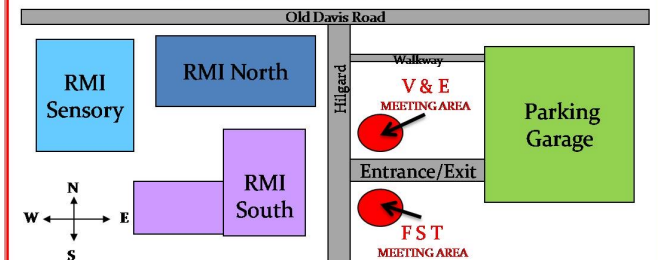 Old Davis Road
RMI
Sensory
RMI North
Hilgard
Walkway
V & E
MEETING AREA
Parking
Garage
Entrance/Exit
RMI
South
N
W
E
S
F S T
MEETING AREA